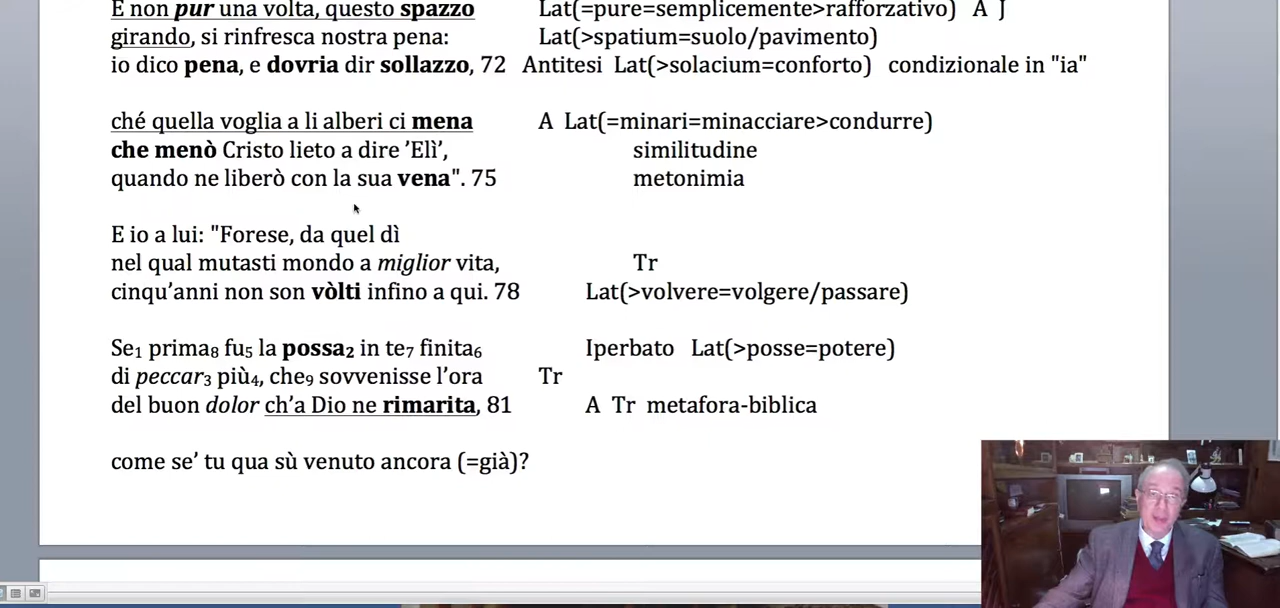 E non pur una volta, questo spazzo Lat(=pure=semplicemente>rafforzativo) A J
girando, si rinfresca nostra pena: Lat(>spatium=suolo/pavimento)
io dico pena, e dovria dir sollazzo, 72 Antitesi Lat(>solacium=conforto) condizionale in "ia"
ché quella voglia a li alberi ci mena A Lat(=minari=minacciare>condurre)
che menò Cristo lieto a dire ’Elì’, similitudine
quando ne liberò con la sua vena". 75 metonimia
E io a lui: "Forese, da quel dì
nel qual mutasti mondo a miglior vita, Tr
cinqu’anni non son vòlti infino a qui. 78 Lat(>volvere=volgere/passare)
Se₁ prima₈ fu₅ la possa₂ in te₇ finita₆ Iperbato Lat(>posse=potere)
di peccar₃ più₄, che₉ sovvenisse l’ora Tr
del buon dolor ch’a Dio ne rimarita, 81 A Tr metafora-biblica
come se’ tu qua sù venuto ancora (=già)?